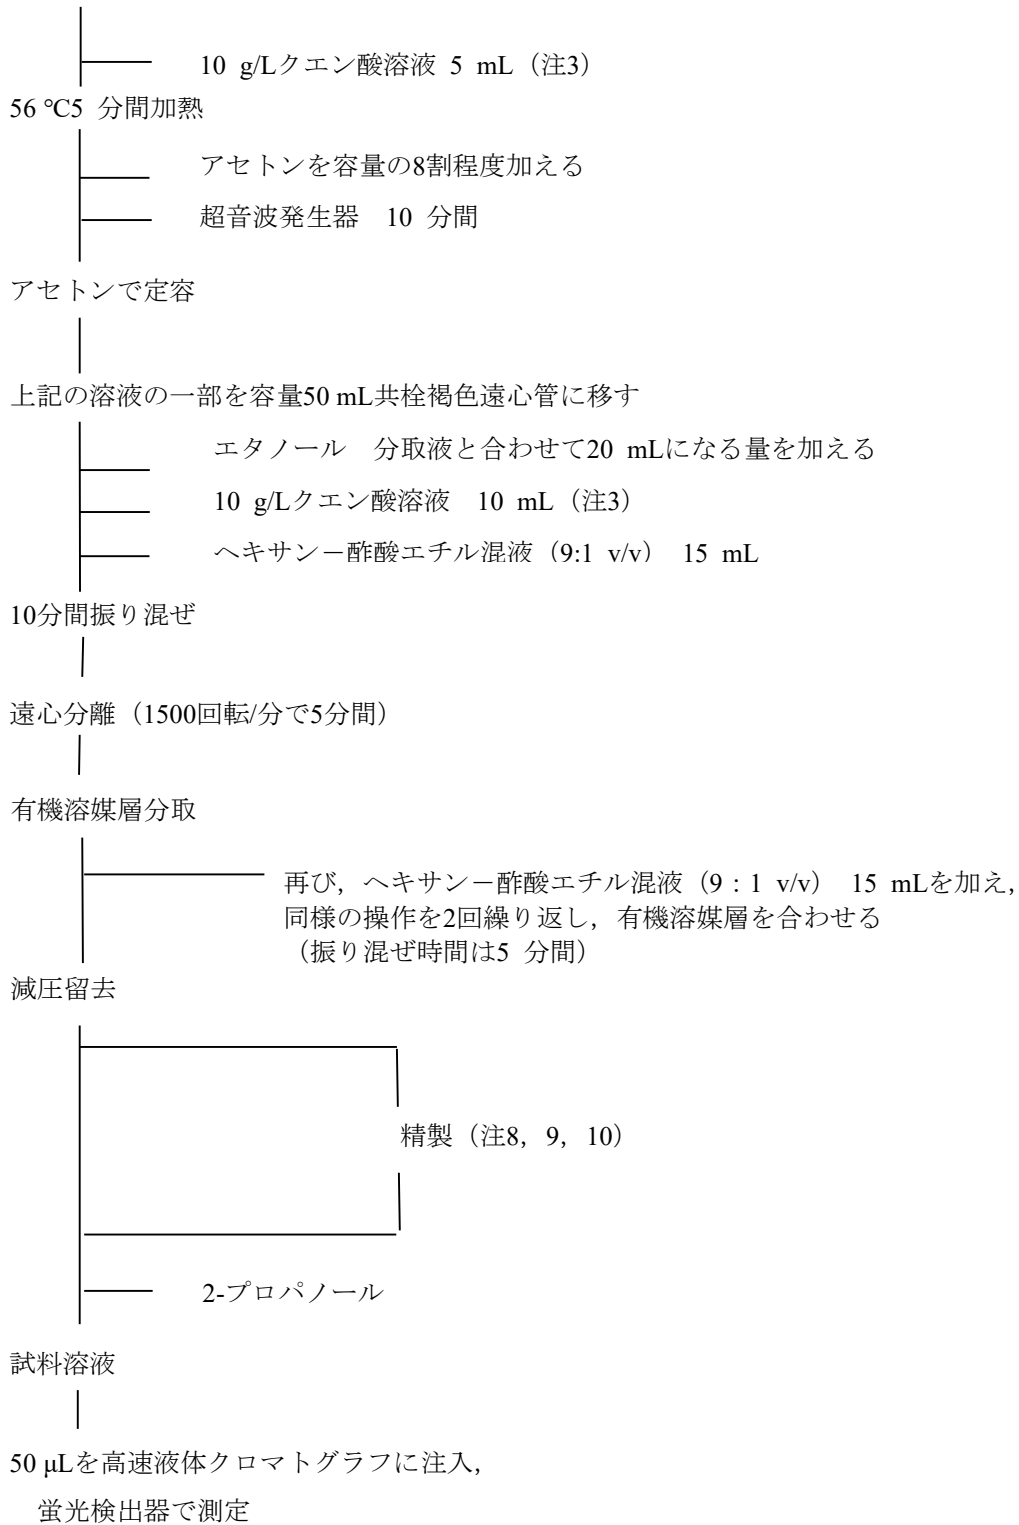 10 g/Lクエン酸溶液 5 mL（注3）
56 ℃5 分間加熱
アセトンを容量の8割程度加える
超音波発生器　10 分間
アセトンで定容
上記の溶液の一部を容量50 mL共栓褐色遠心管に移す
エタノール　分取液と合わせて20 mLになる量を加える
10 g/Lクエン酸溶液　10 mL（注3）
ヘキサン－酢酸エチル混液（9:1 v/v） 15 mL
10分間振り混ぜ
遠心分離（1500回転/分で5分間）
有機溶媒層分取
再び，ヘキサン－酢酸エチル混液（9：1 v/v） 15 mLを加え，
同様の操作を2回繰り返し，有機溶媒層を合わせる
（振り混ぜ時間は5 分間）
減圧留去
精製（注8，9，10）
2-プロパノール
試料溶液
50 μLを高速液体クロマトグラフに注入，
蛍光検出器で測定